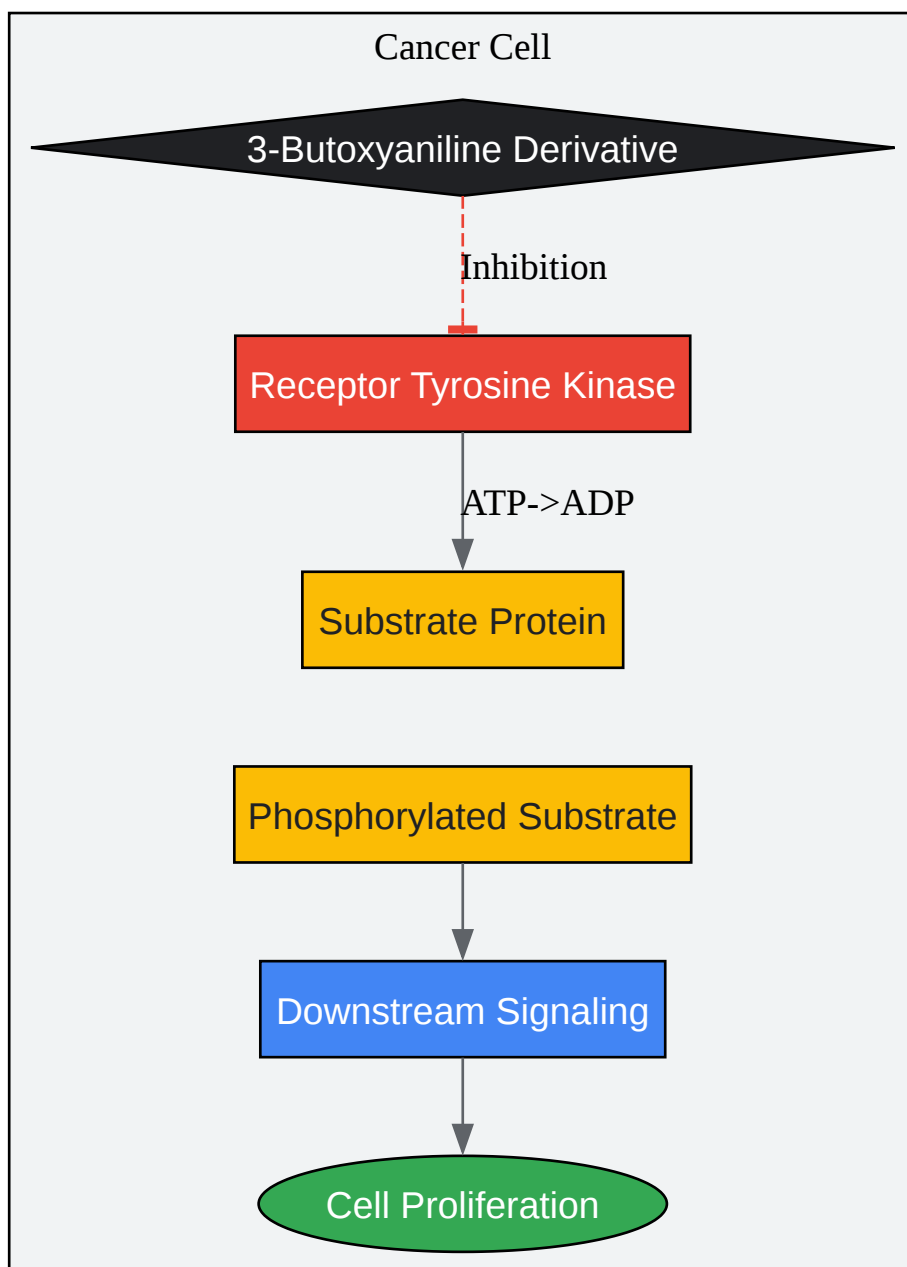 Cancer Cell
3-Butoxyaniline Derivative
Inhibition
Receptor Tyrosine Kinase
ATP->ADP
Substrate Protein
Phosphorylated Substrate
Downstream Signaling
Cell Proliferation